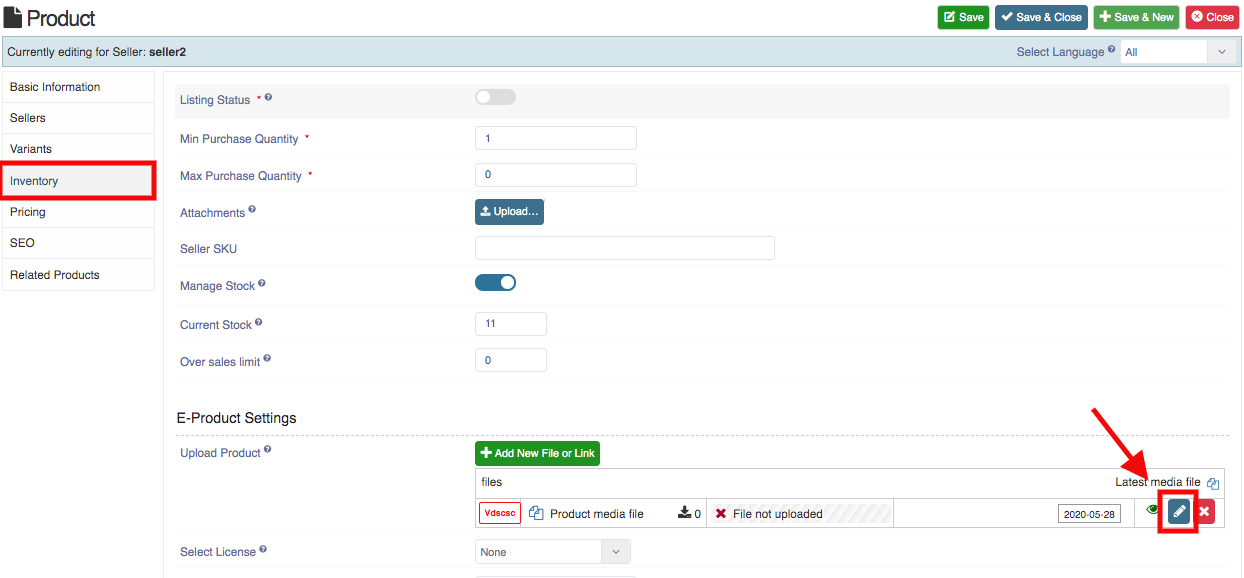 Product
Save
Save & Close
Save & New
Close
Currently editing for Seller: seller2
Select Language
All
Basic Information
Sellers
Variants
Inventory
Pricing
SEO
Related Products
Listing Status *
Min Purchase Quantity *
1
Max Purchase Quantity *
0
Attachments
Upload...
Seller SKU
Manage Stock
Current Stock
11
Over sales limit
0
E-Product Settings
Upload Product
Add New File or Link
files
Latest media file
Vdscsc
Product media file
0
File not uploaded
2020-05-28
Select License
None